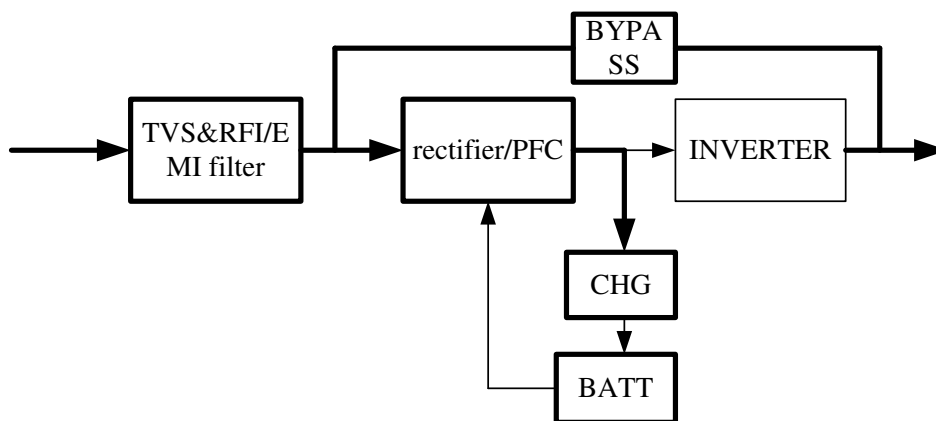 BYPA
SS
TVS&RFI/E
MI filter
rectifier/PFC
INVERTER
CHG
BATT